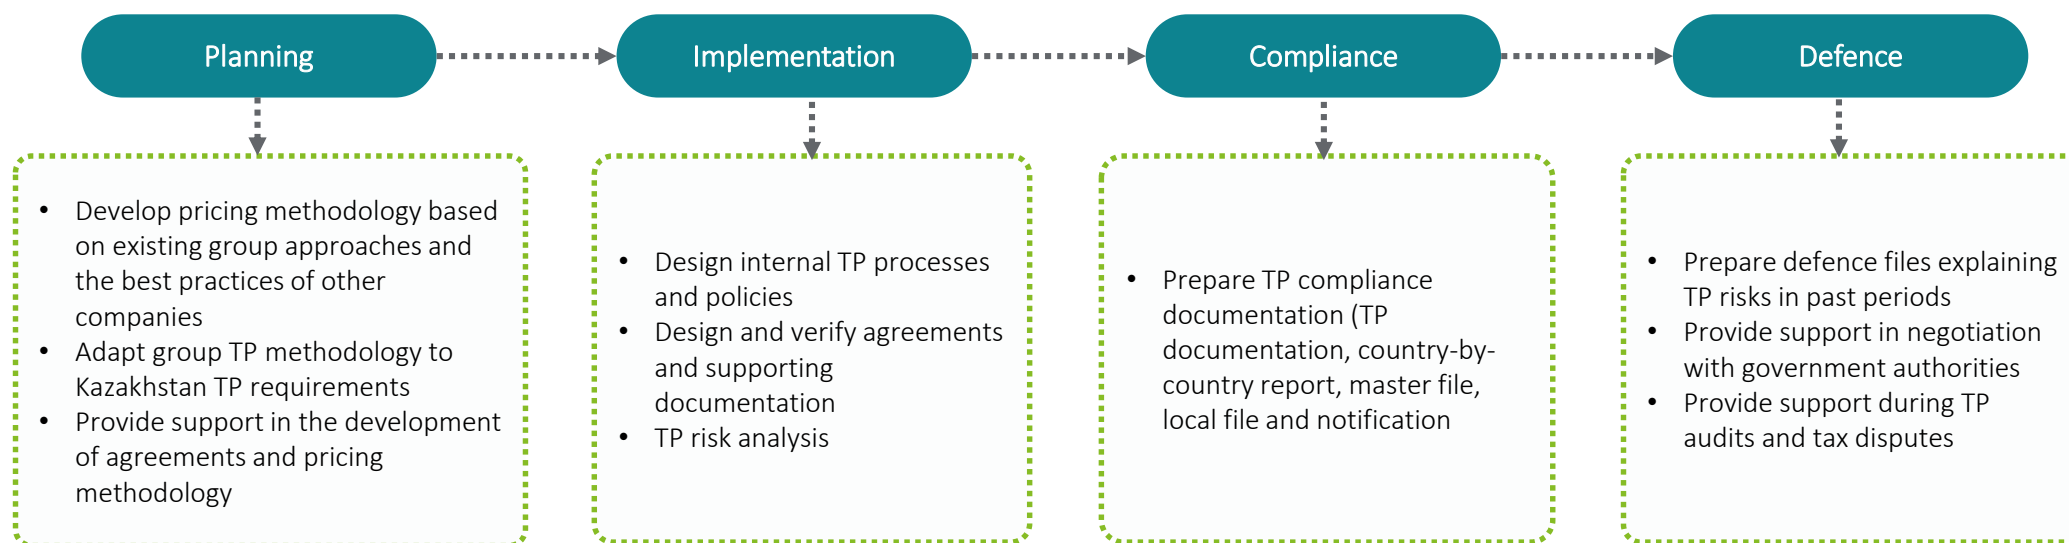 Planning
Implementation
Compliance
Defence
• Develop pricing methodology based
on existing group approaches and
the best practices of other
companies
• Adapt group TP methodology to
Kazakhstan TP requirements
• Provide support in the development
of agreements and pricing
methodology
• Design internal TP processes
and policies
• Design and verify agreements
and supporting
documentation
• TP risk analysis
• Prepare TP compliance
documentation (TP
documentation, country-by-
country report, master file,
local file and notification
• Prepare defence files explaining
TP risks in past periods
• Provide support in negotiation
with government authorities
• Provide support during TP
audits and tax disputes